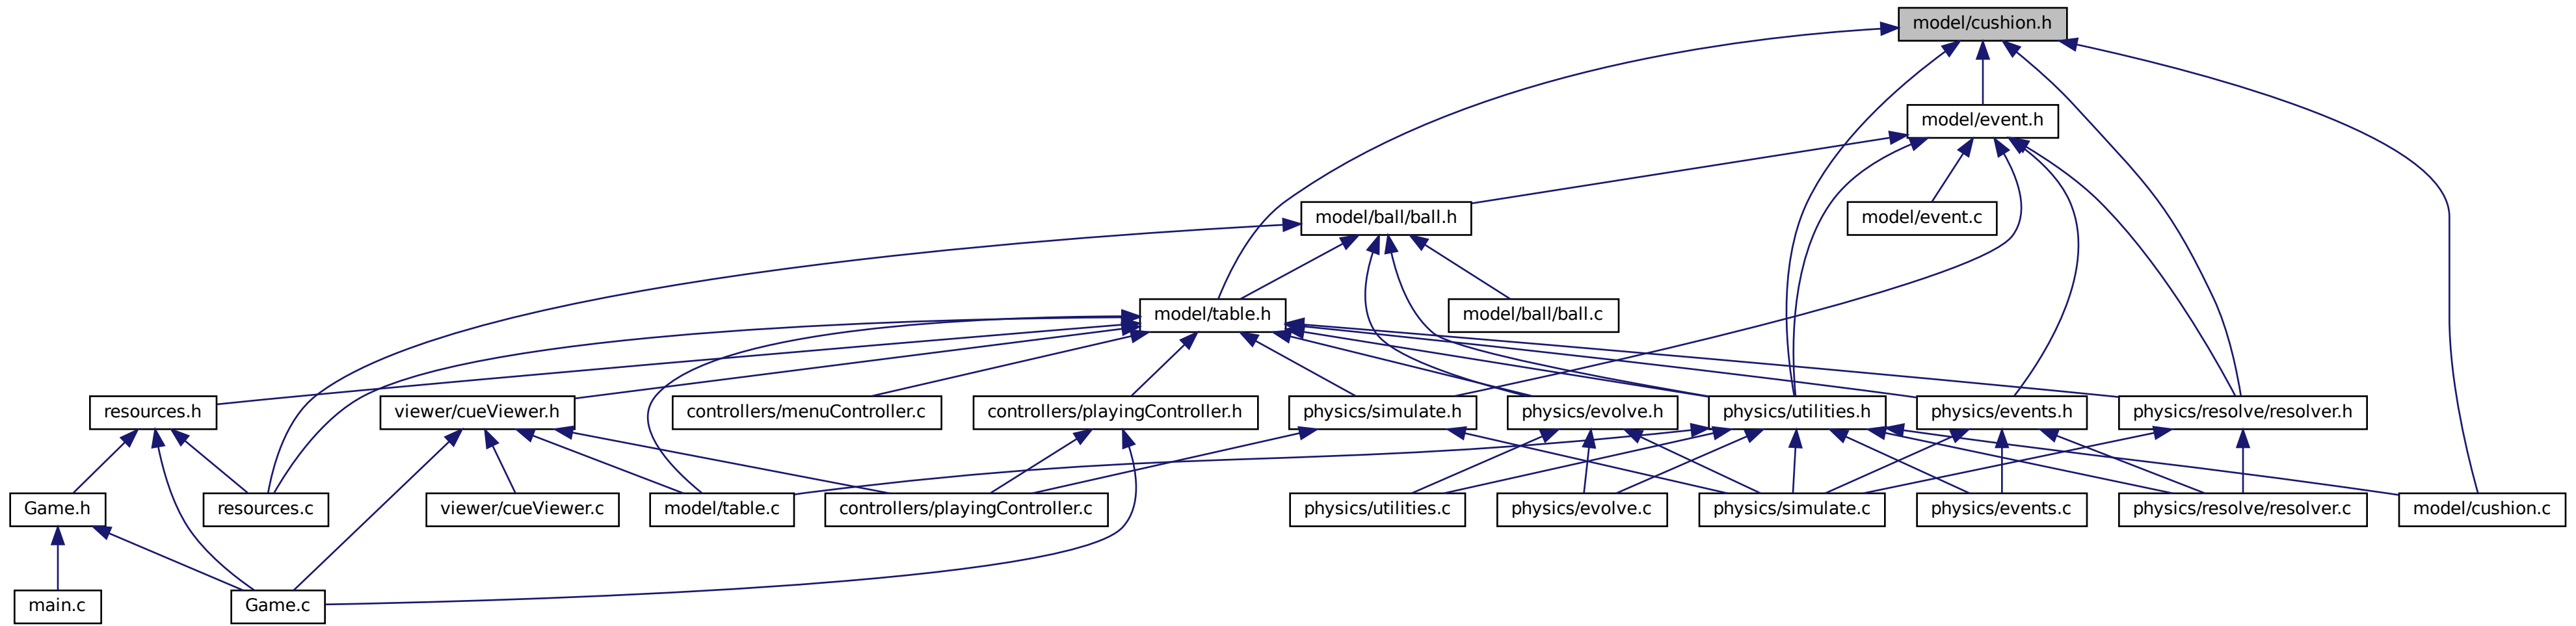 model/cushion.h
model/event.h
model/ball/ball.h
model/event.c
model/table.h
model/ball/ball.c
resources.h
viewer/cueViewer.h
controllers/menuController.c
controllers/playingController.h
physics/simulate.h
physics/evolve.h
physics/utilities.h
physics/events.h
physics/resolve/resolver.h
Game.h
resources.c
viewer/cueViewer.c
model/table.c
controllers/playingController.c
physics/utilities.c
physics/evolve.c
physics/simulate.c
physics/events.c
physics/resolve/resolver.c
model/cushion.c
main.c
Game.c